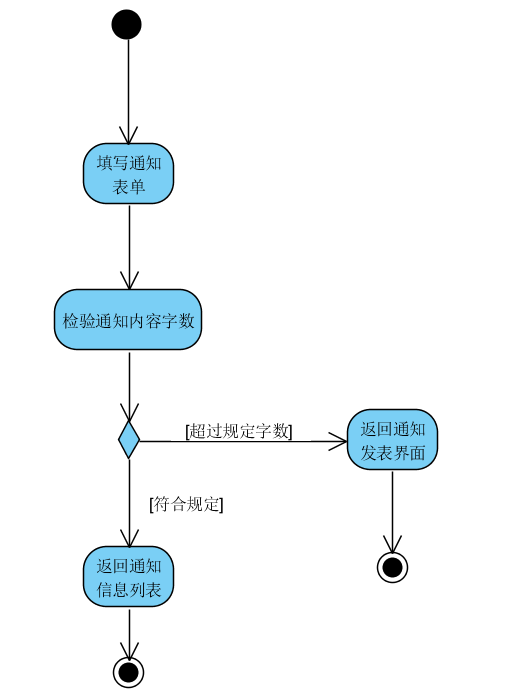 填写通知
表单
检验通知内容字数
[超过规定字数]
返回通知
发表界面
[符合规定]
返回通知
信息列表